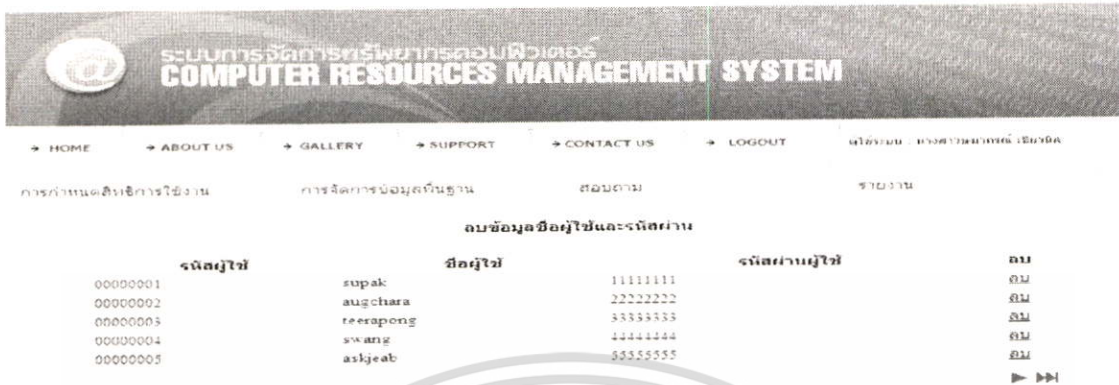 @
ระบบการจัดการทรัพยากรคอมพิวเตอร์
COMPUTER RESOURCES MANAGEMENT SYSTEM
→ HOME → ABOUT US → GALLERY → SUPPORT → CONTACT US → LOGOUT ผู้ใช้ระบบ :
การกำหนดสิทธิการใช้งาน การจัดการข้อมูลพื้นฐาน สอบถาม รายงาน
ลบข้อมูลชื่อผู้ใช้และรหัสผ่าน
รหัสผู้ใช้ ชื่อผู้ใช้ รหัสผ่านผู้ใช้ ลบ
00000001 supak 11111111 ลบ
00000002 augchara 22222222 ลบ
00000003 teerapong 33333333 ลบ
00000004 swang 44444444 ลบ
00000005 askjeab 55555555 ลบ